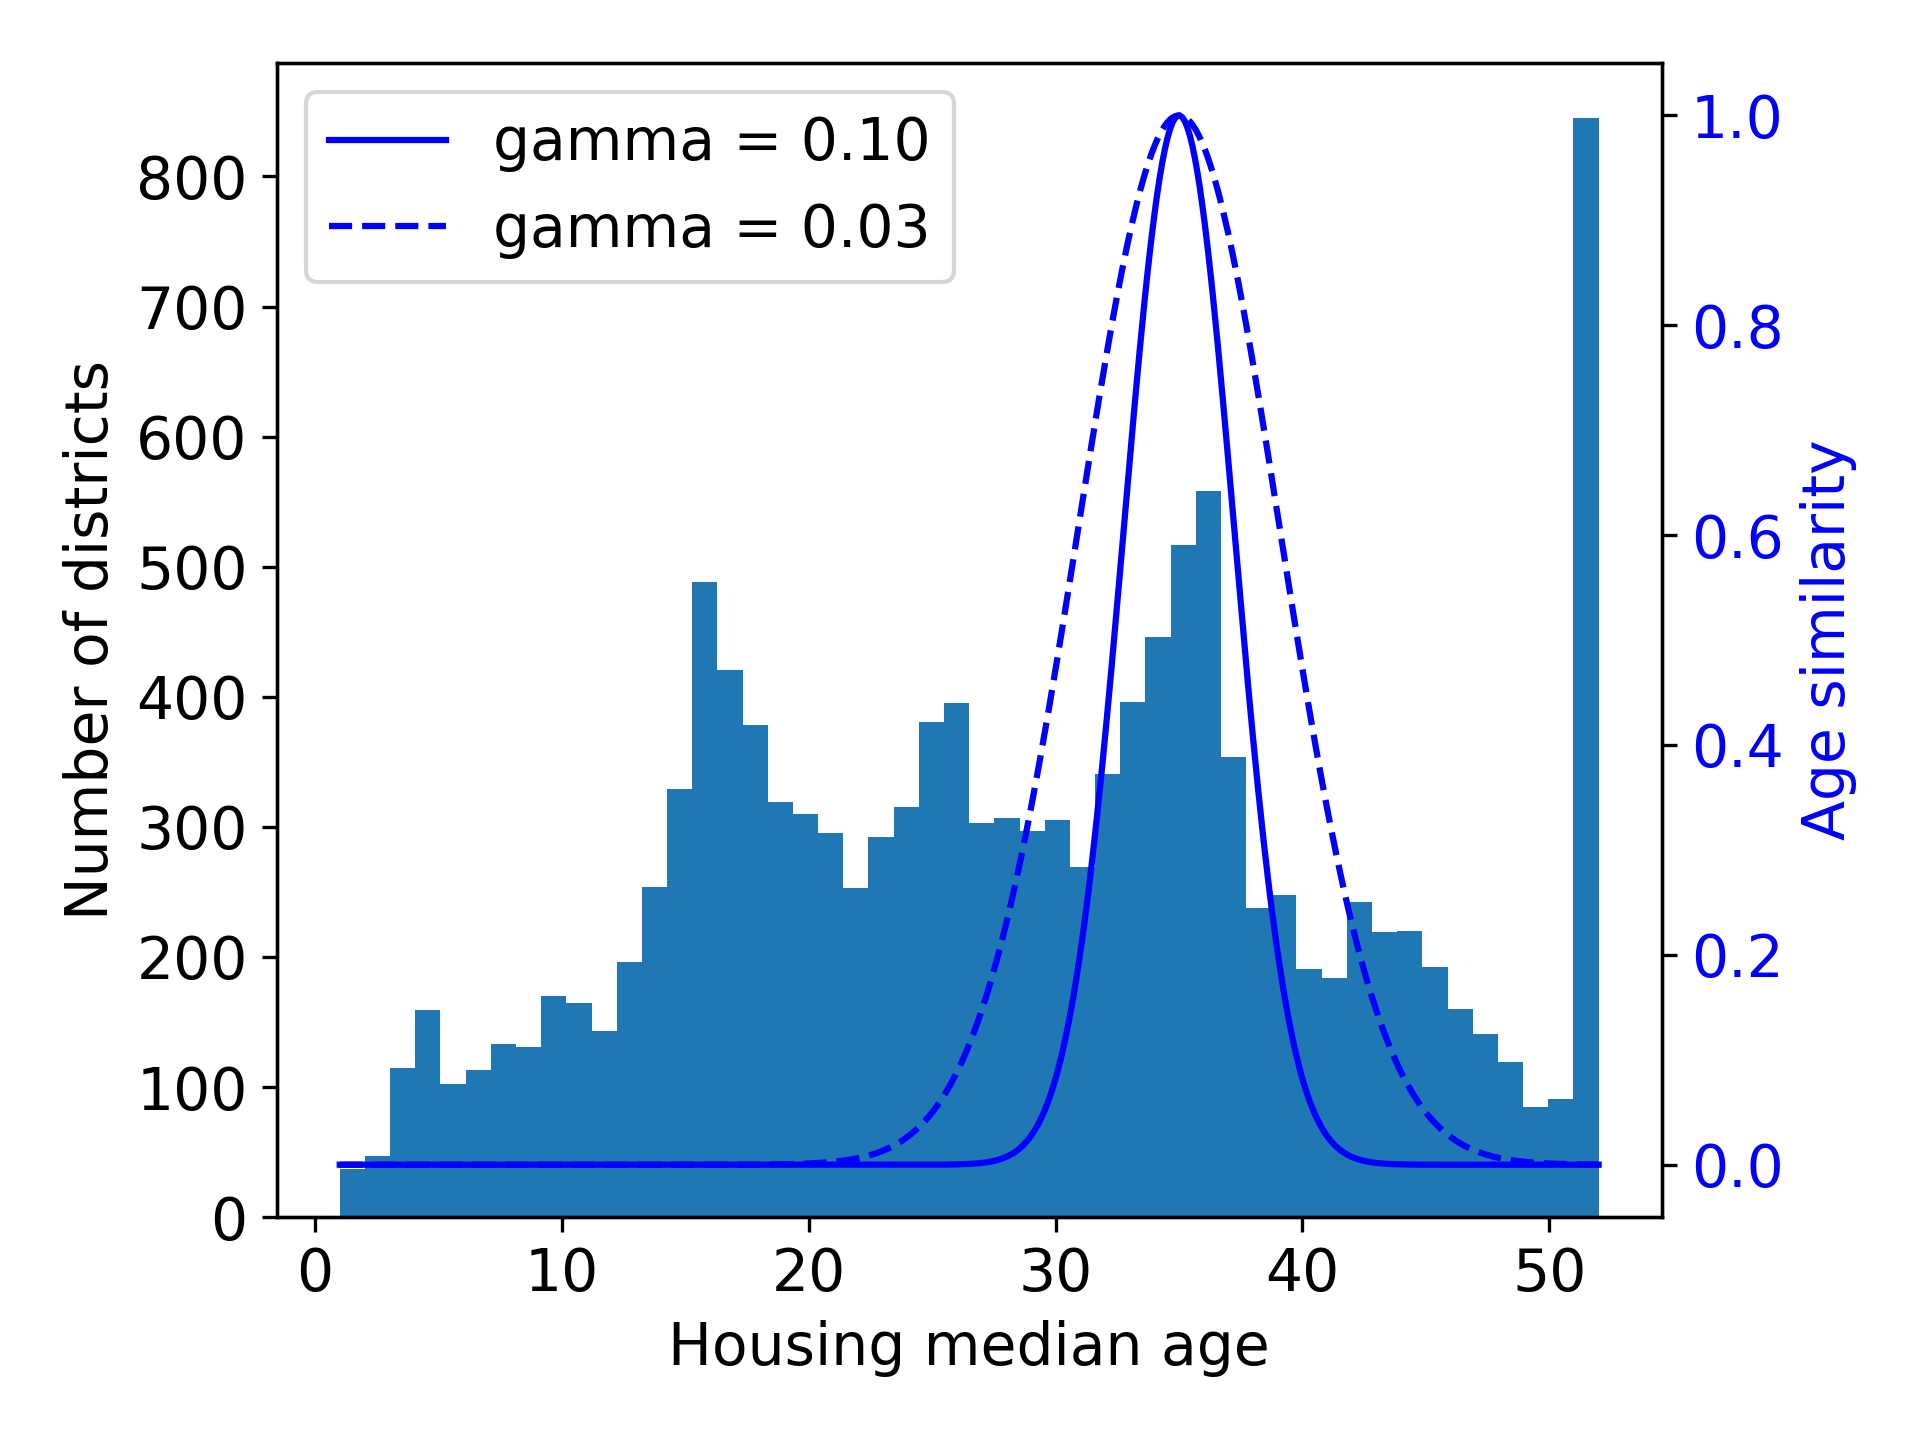 gamma = 0.10
gamma = 0.03
Number of districts
800
700
600
500
400
300
200
100
0
0 10 20 30 40 50
Housing median age
1.0
0.8
0.6
0.4
0.2
0.0
Age similarity